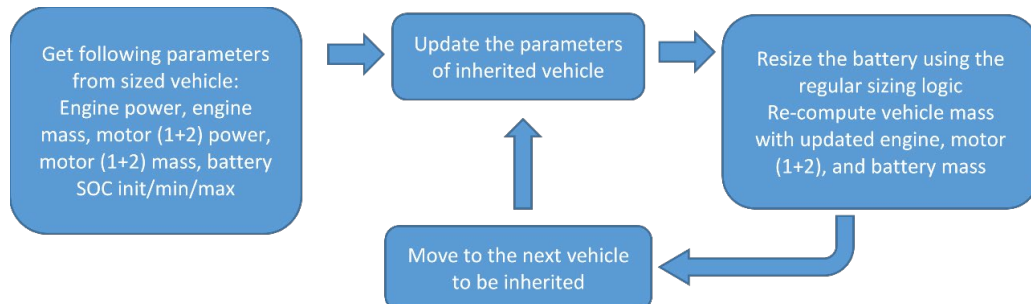 Get following parameters
from sized vehicle:
Engine power, engine
mass, motor (1+2) power,
motor (1+2) mass, battery
SOC init/min/max
Update the parameters
of inherited vehicle
Resize the battery using the
regular sizing logic
Re-compute vehicle mass
with updated engine, motor
(1+2), and battery mass
Move to the next vehicle
to be inherited